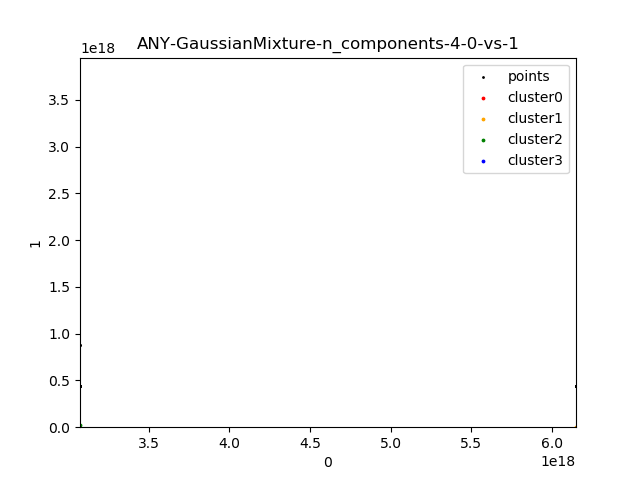 ANY-GaussianMixture-n_components-4-0-vs-1
1e18
points
cluster0
cluster1
cluster2
cluster3
3.5
3.0
2.5
2.0
1.5
1.0
0.5
0.0
1
3.5
4.0
4.5
5.0
5.5
6.0
0
1e18